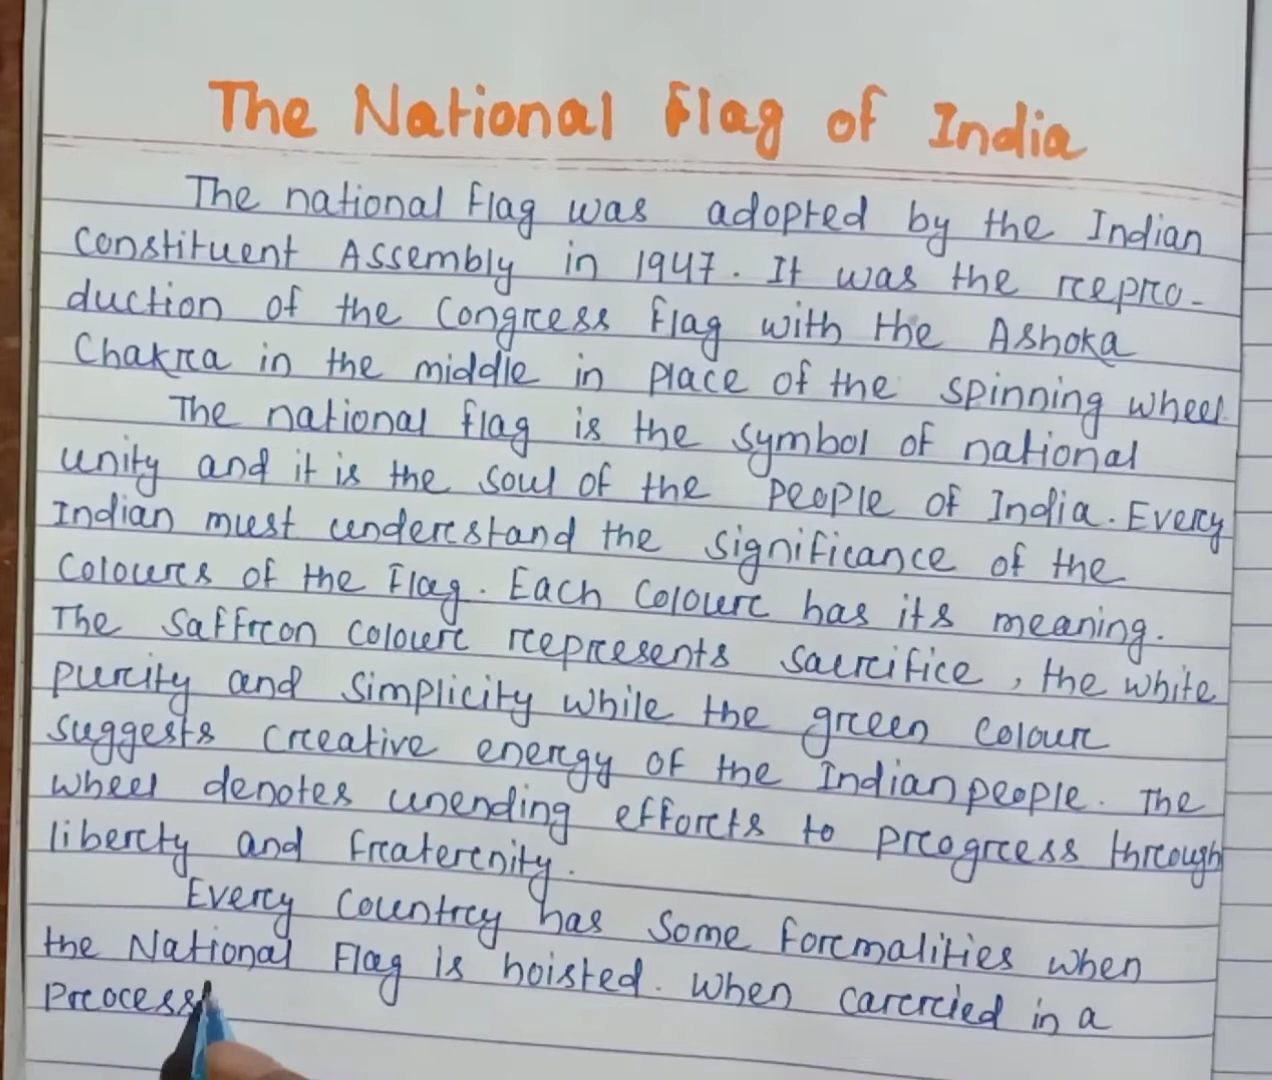 The National Flag of India
The national flag was adopted by the Indian
constituent Assembly in 1947. It was the repro-
duction of the Congress flag with the Ashoka
Chakra in the middle in place of the spinning wheel.
The national flag is the symbol of national
unity and it is the soul of the people of India. Every
Indian must understand the significance of the
colours of the Flag. Each colour has its meaning.
The saffron colour represents sacrifice, the white
purity and simplicity while the green colour
suggests creative energy of the Indian people. The
wheel denotes unending efforts to progress through
liberty and fraternity.
Every country has some formalities when
the National Flag is hoisted. When carried in a
process